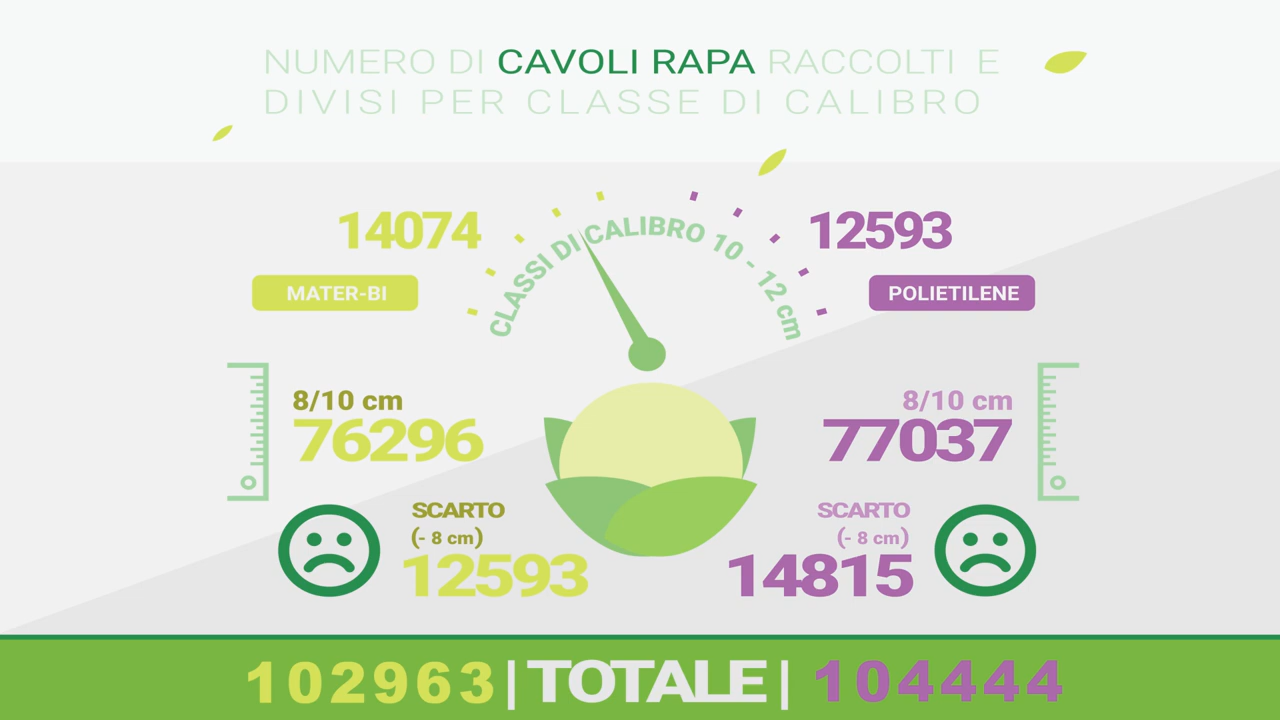 NUMERO DI CAVOLI RAPA RACCOLTI E
DIVISI PER CLASSE DI CALIBRO
CLASSI DI CALIBRO 10 - 12 cm
14074
MATER-BI
12593
POLIETILENE
8/10 cm
76296
8/10 cm
77037
SCARTO
(- 8 cm)
12593
SCARTO
(- 8 cm)
14815
102963 | TOTALE | 104444